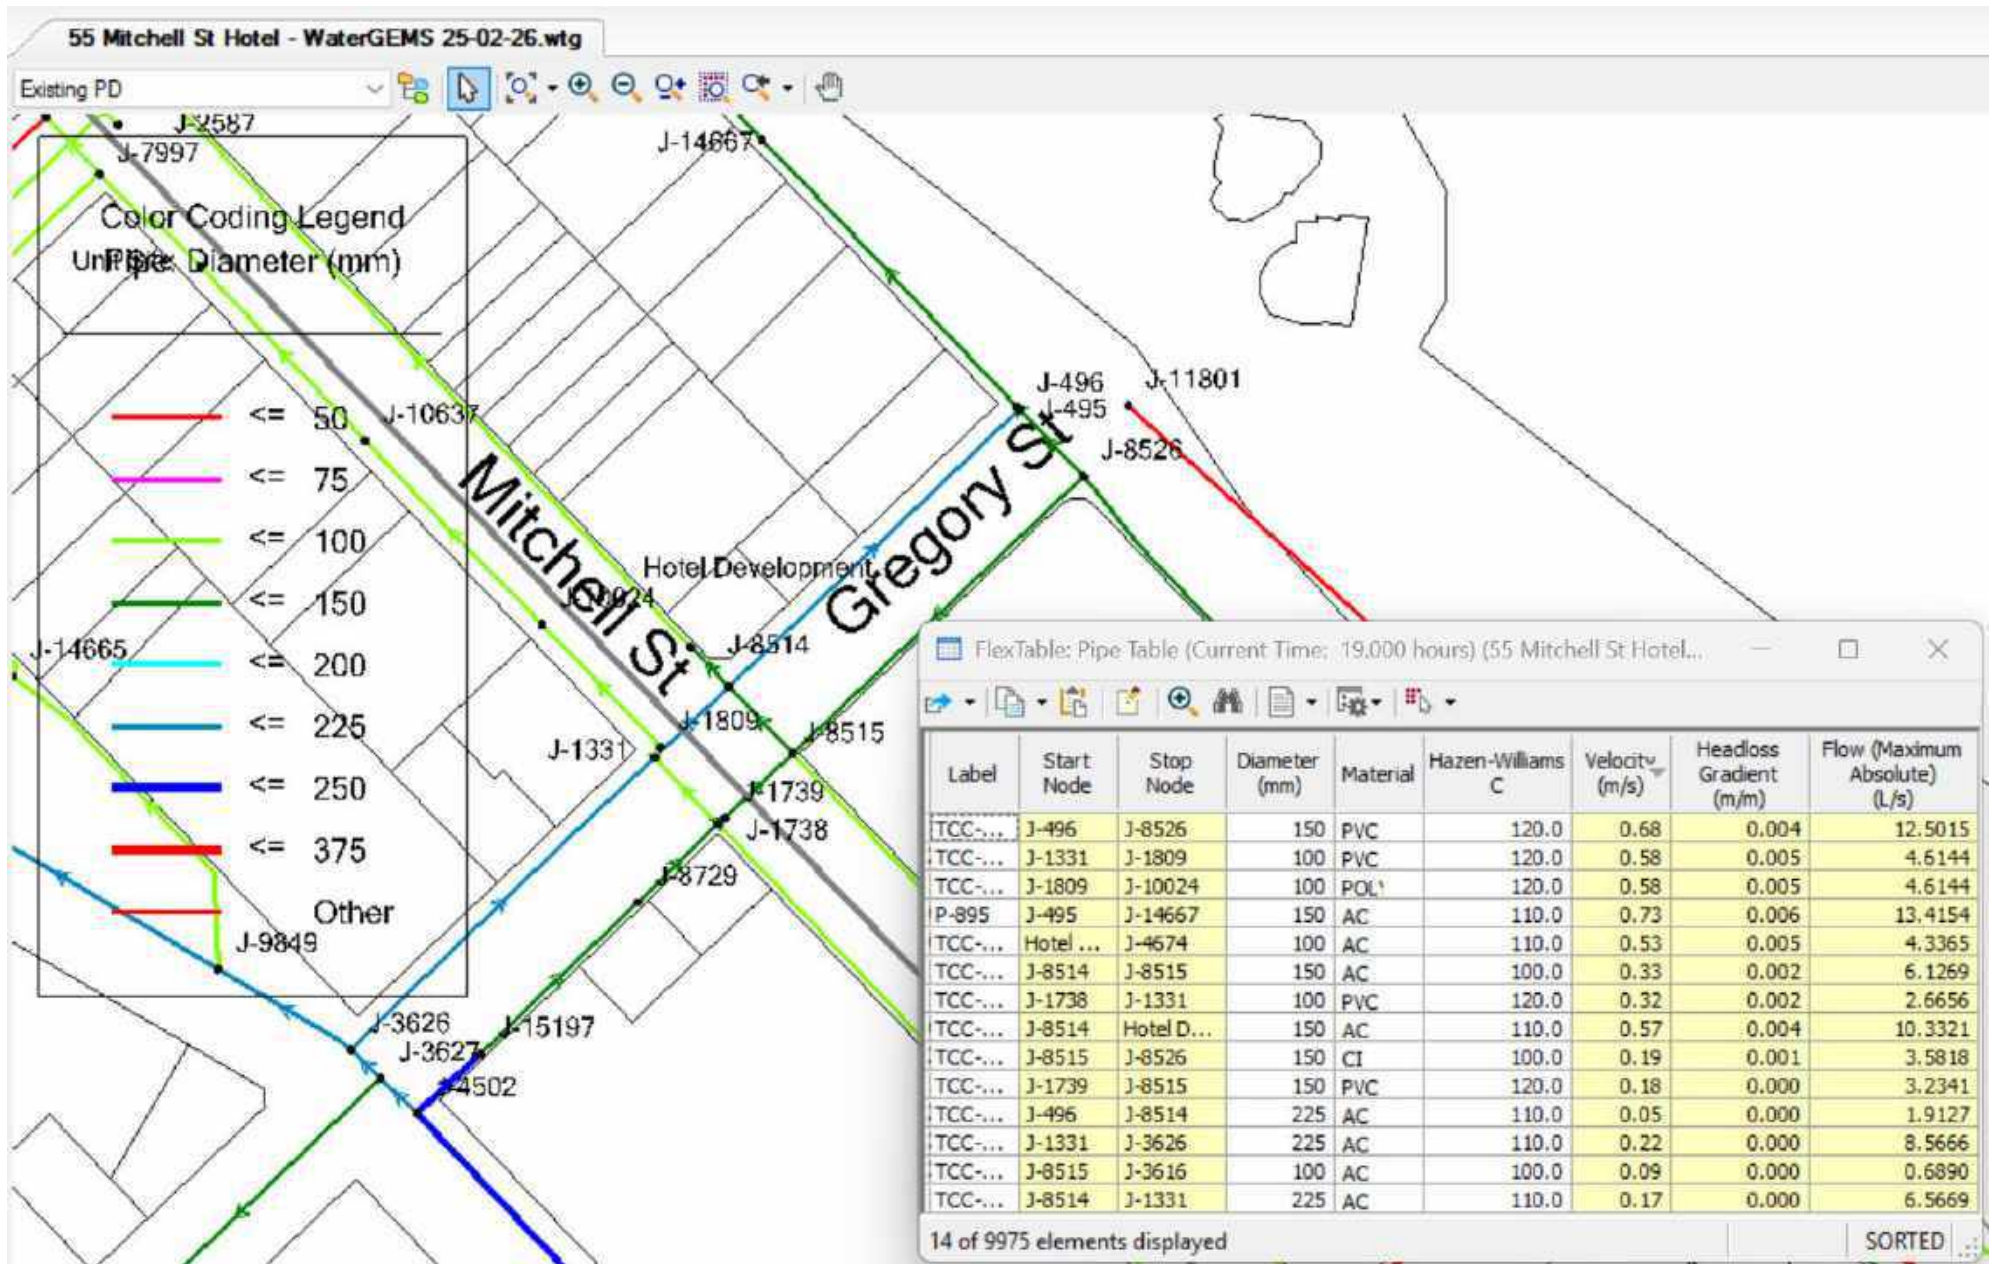 55 Mitchell St Hotel - WaterGEMS 25-02-26.wtg
Existing PD
J-2587
J-7997
J-14667
Color Coding Legend
Pipe: Diameter (mm)
J-496
J-11801
J-495
<= 50
J-10637
J-8526
<= 75
Mitchell St
Gregory St
<= 100
Hotel Development
J-10024
<= 150
J-14665
J-8514
<= 200
<= 225
J-1809
J-8515
J-1331
<= 250
J-1739
J-1738
<= 375
J-8729
Other
J-9849
J-3626
J-15197
J-3627
J-4502
FlexTable: Pipe Table (Current Time: 19.000 hours) (55 Mitchell St Hotel...
Label Start Node Stop Node Diameter (mm) Material Hazen-Williams C Velocity (m/s) Headloss Gradient (m/m) Flow (Maximum Absolute) (L/s)
TCC-... J-496 J-8526 150 PVC 120.0 0.68 0.004 12.5015
TCC-... J-1331 J-1809 100 PVC 120.0 0.58 0.005 4.6144
TCC-... J-1809 J-10024 100 POLY 120.0 0.58 0.005 4.6144
P-895 J-495 J-14667 150 AC 110.0 0.73 0.006 13.4154
TCC-... Hotel ... J-4674 100 AC 110.0 0.53 0.005 4.3365
TCC-... J-8514 J-8515 150 AC 100.0 0.33 0.002 6.1269
TCC-... J-1738 J-1331 100 PVC 120.0 0.32 0.002 2.6656
TCC-... J-8514 Hotel D... 150 AC 110.0 0.57 0.004 10.3321
TCC-... J-8515 J-8526 150 CI 100.0 0.19 0.001 3.5818
TCC-... J-1739 J-8515 150 PVC 120.0 0.18 0.000 3.2341
TCC-... J-496 J-8514 225 AC 110.0 0.05 0.000 1.9127
TCC-... J-1331 J-3626 225 AC 110.0 0.22 0.000 8.5666
TCC-... J-8515 J-3616 100 AC 100.0 0.09 0.000 0.6890
TCC-... J-8514 J-1331 225 AC 110.0 0.17 0.000 6.5669
14 of 9975 elements displayed
SORTED